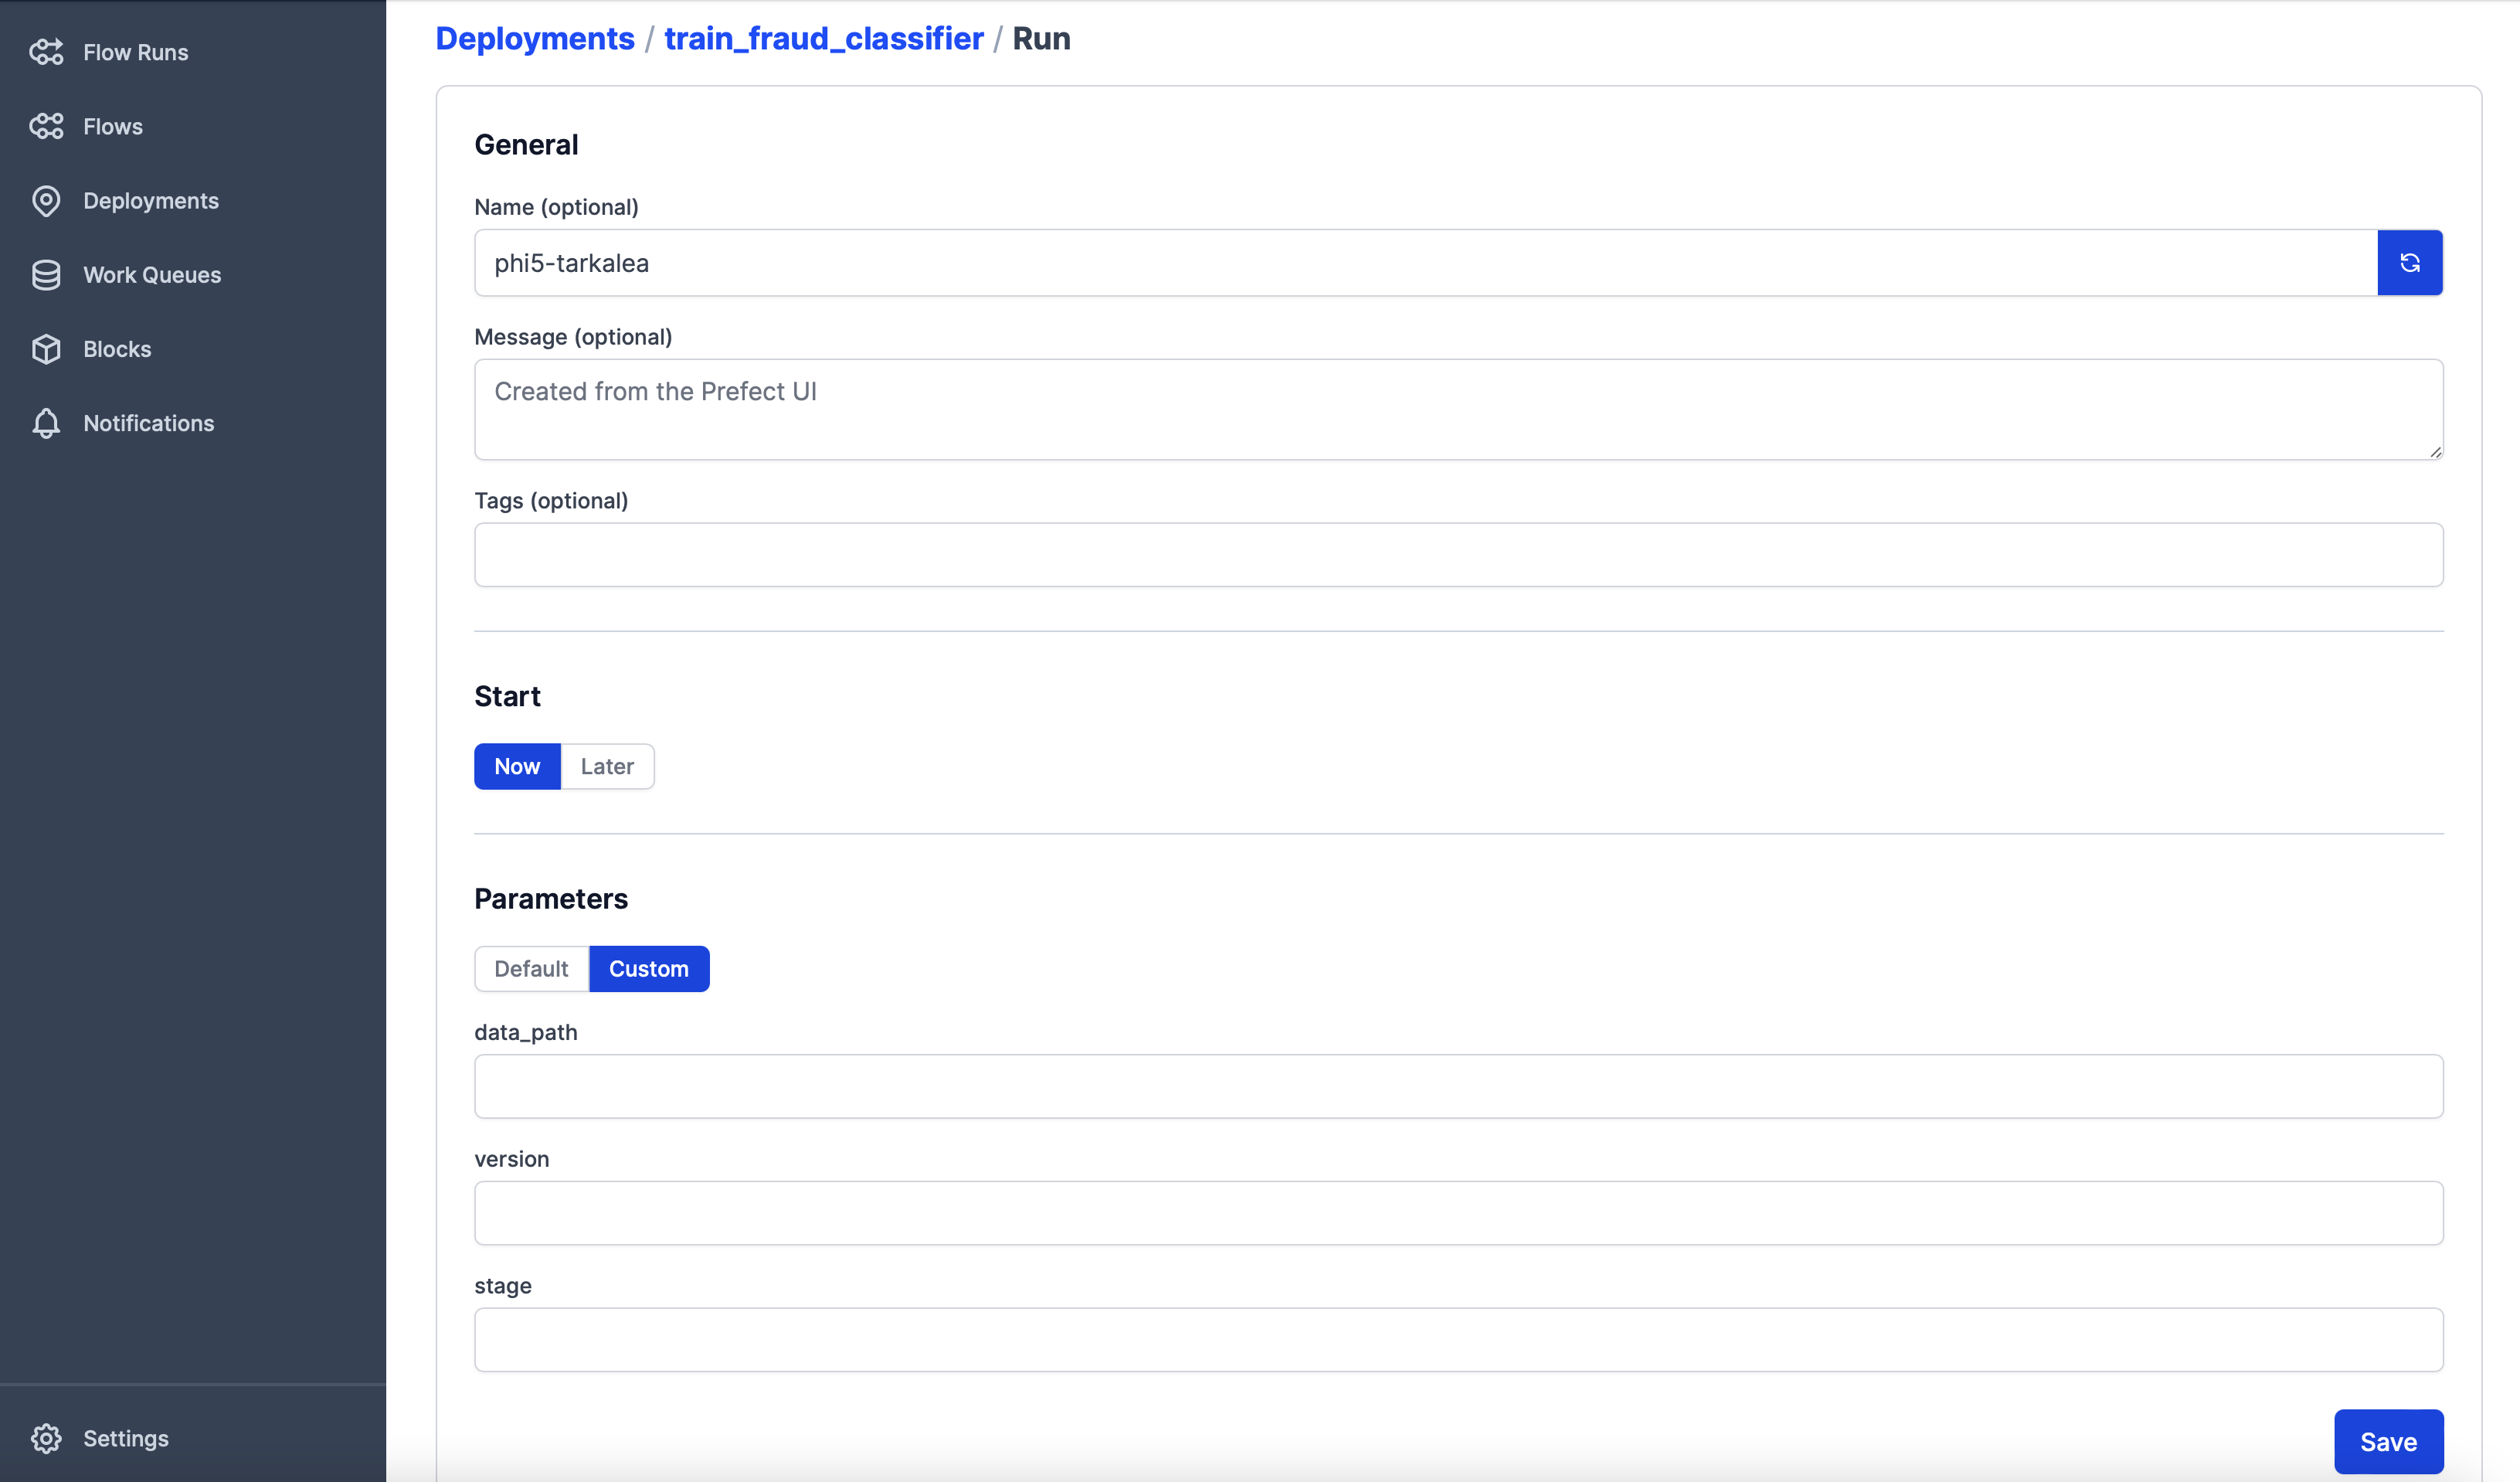 Flow Runs
Flows
Deployments
Work Queues
Blocks
Notifications
Settings
Deployments / train_fraud_classifier / Run
General
Name (optional)
phi5-tarkalea
Message (optional)
Created from the Prefect UI
Tags (optional)
Start
Now Later
Parameters
Default Custom
data_path
version
stage
Save